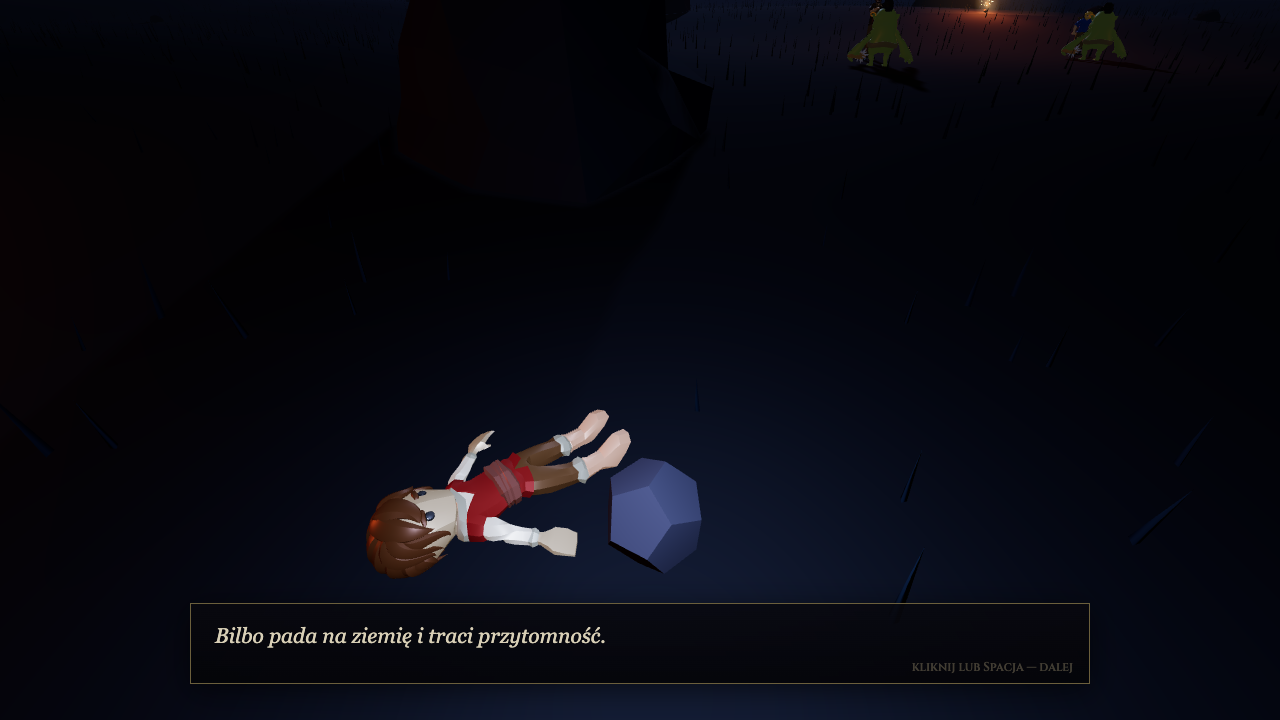 Bilbo pada na ziemię i traci przytomność.
KLIKNIJ LUB SPACJA — DALEJ